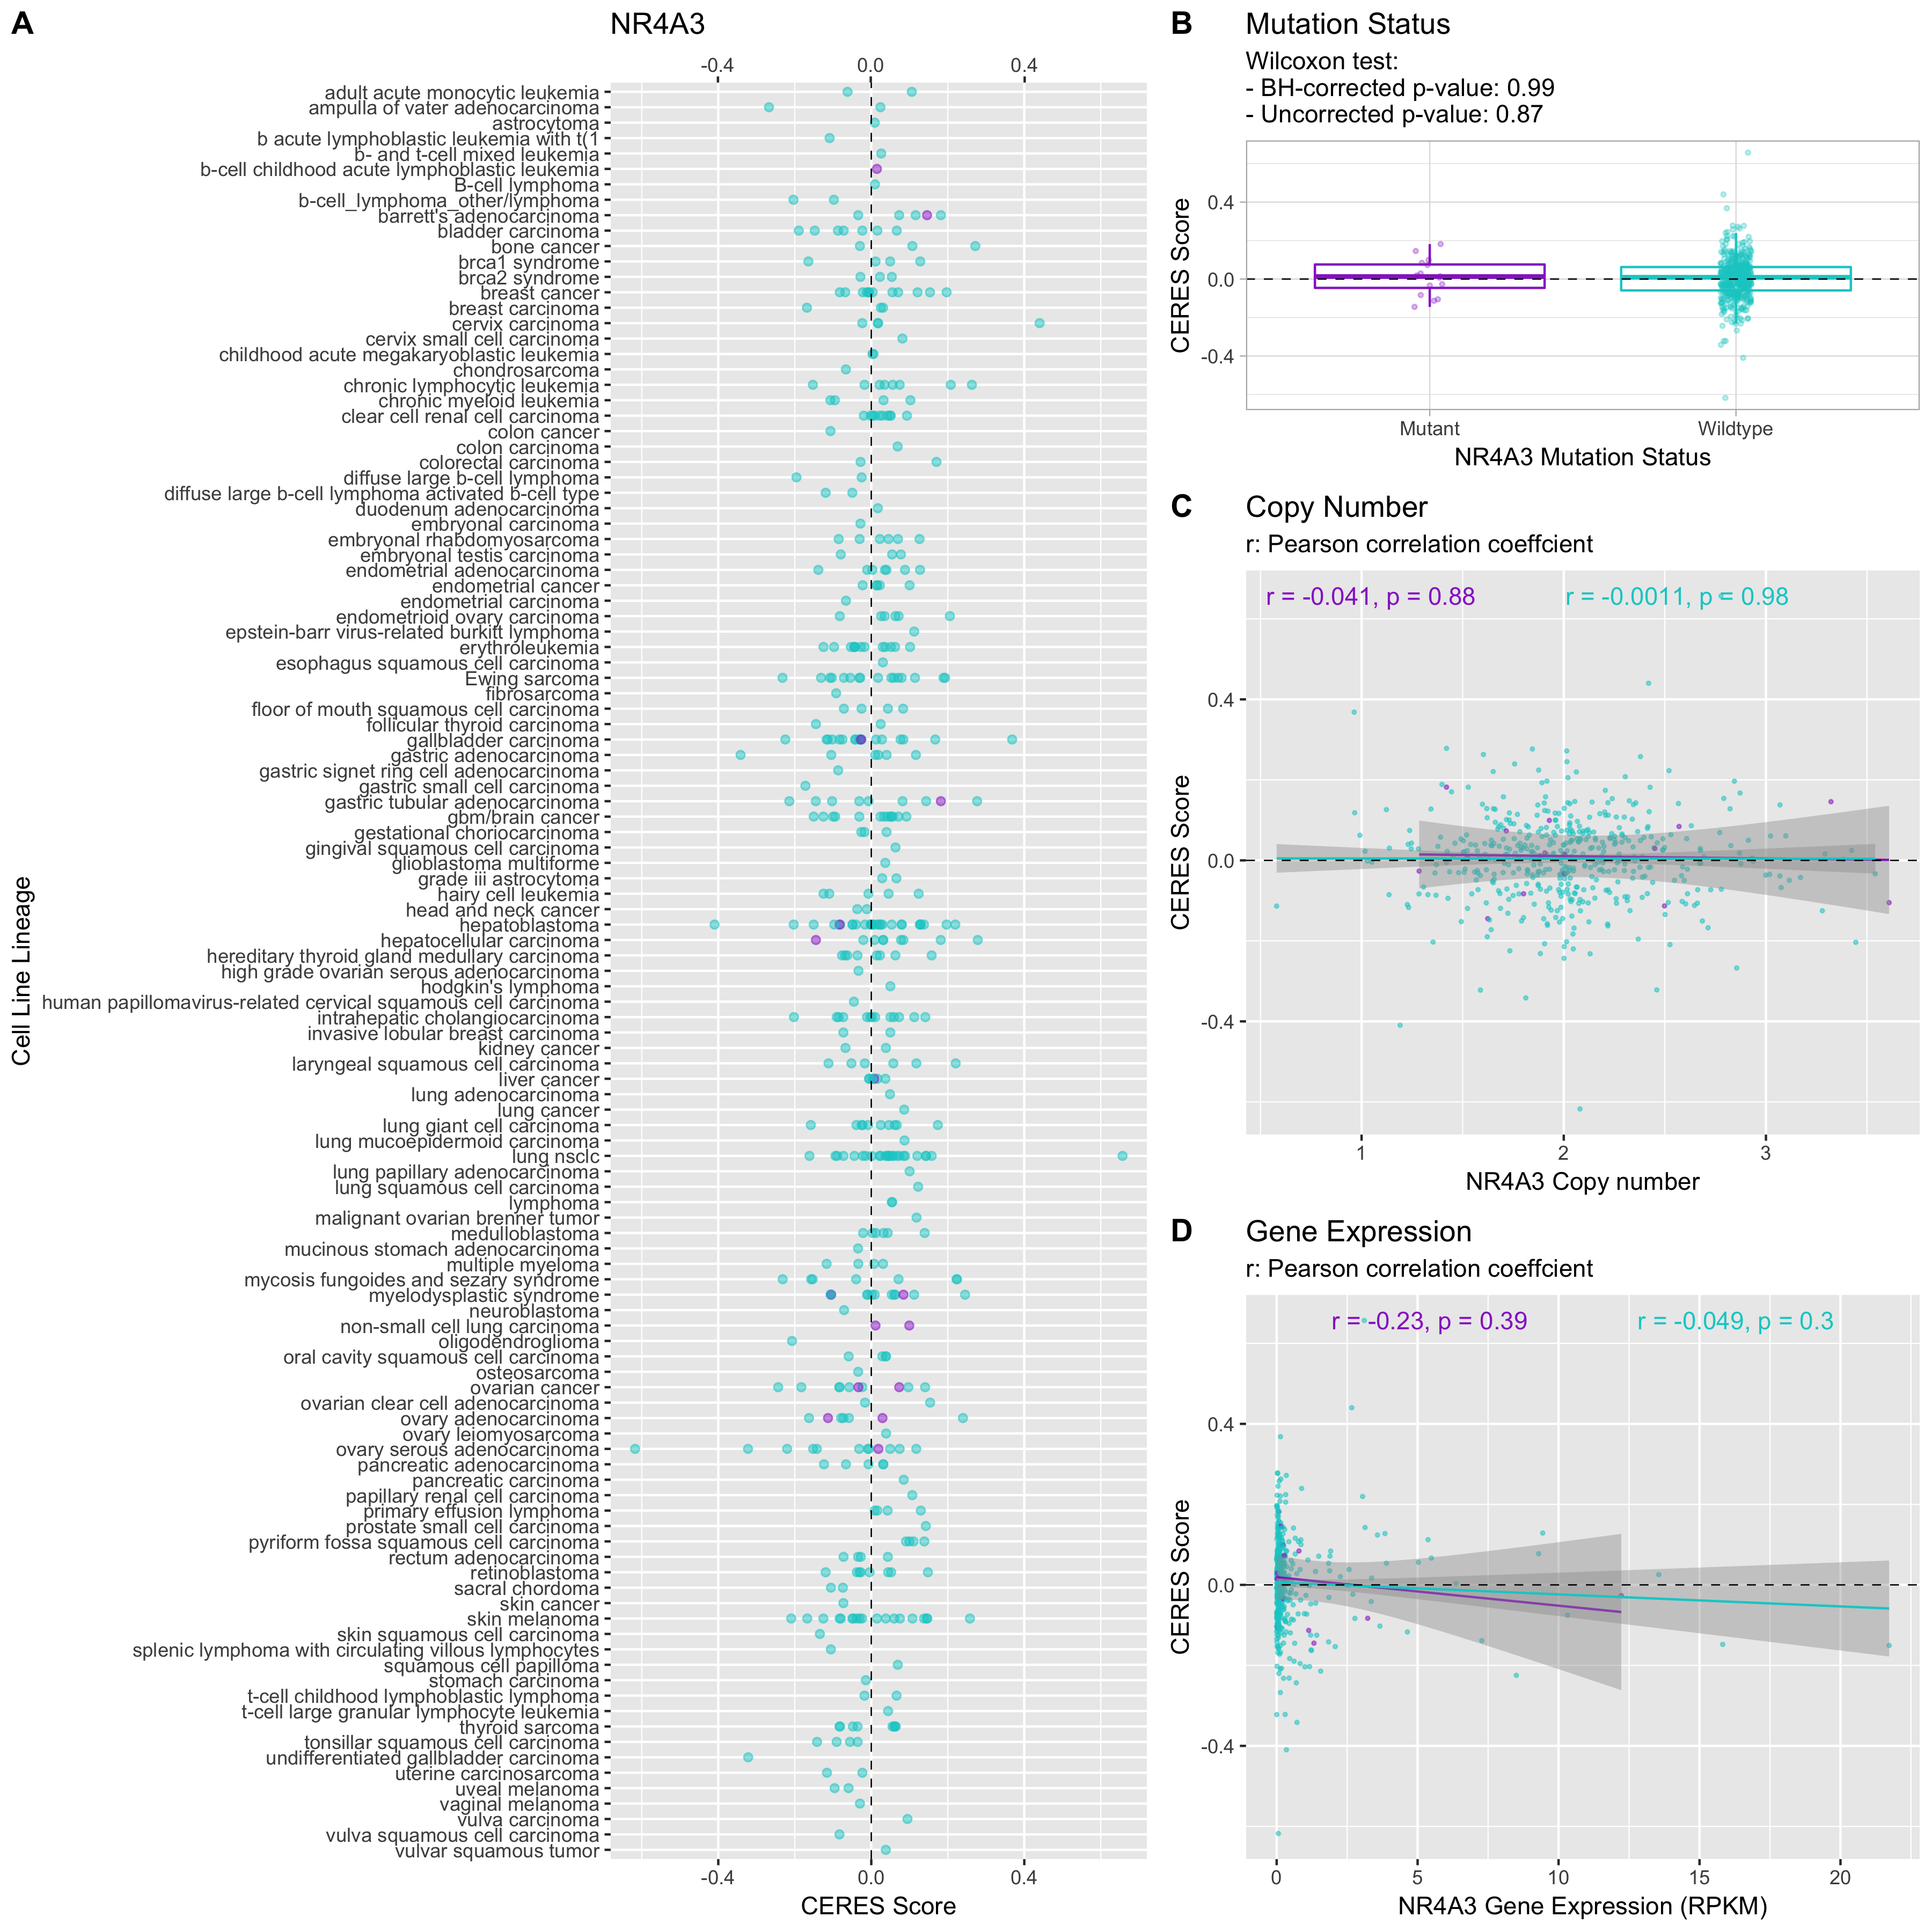 A
NR4A3
-0.4 0.0 0.4
Cell Line Lineage
adult acute monocytic leukemia
ampulla of vater adenocarcinoma
astrocytoma
b acute lymphoblastic leukemia with t(1
b- and t-cell mixed leukemia
b-cell childhood acute lymphoblastic leukemia
B-cell lymphoma
b-cell_lymphoma_other/lymphoma
barrett's adenocarcinoma
bladder carcinoma
bone cancer
brca1 syndrome
brca2 syndrome
breast cancer
breast carcinoma
cervix carcinoma
cervix small cell carcinoma
childhood acute megakaryoblastic leukemia
chondrosarcoma
chronic lymphocytic leukemia
chronic myeloid leukemia
clear cell renal cell carcinoma
colon cancer
colon carcinoma
colorectal carcinoma
diffuse large b-cell lymphoma
diffuse large b-cell lymphoma activated b-cell type
duodenum adenocarcinoma
embryonal carcinoma
embryonal rhabdomyosarcoma
embryonal testis carcinoma
endometrial adenocarcinoma
endometrial cancer
endometrial carcinoma
endometrioid ovary carcinoma
epstein-barr virus-related burkitt lymphoma
erythroleukemia
esophagus squamous cell carcinoma
Ewing sarcoma
fibrosarcoma
floor of mouth squamous cell carcinoma
follicular thyroid carcinoma
gallbladder carcinoma
gastric adenocarcinoma
gastric signet ring cell adenocarcinoma
gastric small cell carcinoma
gastric tubular adenocarcinoma
gbm/brain cancer
gestational choriocarcinoma
gingival squamous cell carcinoma
glioblastoma multiforme
grade iii astrocytoma
hairy cell leukemia
head and neck cancer
hepatoblastoma
hepatocellular carcinoma
hereditary thyroid gland medullary carcinoma
high grade ovarian serous adenocarcinoma
hodgkin's lymphoma
human papillomavirus-related cervical squamous cell carcinoma
intrahepatic cholangiocarcinoma
invasive lobular breast carcinoma
kidney cancer
laryngeal squamous cell carcinoma
liver cancer
lung adenocarcinoma
lung cancer
lung giant cell carcinoma
lung mucoepidermoid carcinoma
lung nsclc
lung papillary adenocarcinoma
lung squamous cell carcinoma
lymphoma
malignant ovarian brenner tumor
medulloblastoma
mucinous stomach adenocarcinoma
multiple myeloma
mycosis fungoides and sezary syndrome
myelodysplastic syndrome
neuroblastoma
non-small cell lung carcinoma
oligodendroglioma
oral cavity squamous cell carcinoma
osteosarcoma
ovarian cancer
ovarian clear cell adenocarcinoma
ovary adenocarcinoma
ovary leiomyosarcoma
ovary serous adenocarcinoma
pancreatic adenocarcinoma
pancreatic carcinoma
papillary renal cell carcinoma
primary effusion lymphoma
prostate small cell carcinoma
pyriform fossa squamous cell carcinoma
rectum adenocarcinoma
retinoblastoma
sacral chordoma
skin cancer
skin melanoma
skin squamous cell carcinoma
splenic lymphoma with circulating villous lymphocytes
squamous cell papilloma
stomach carcinoma
t-cell childhood lymphoblastic lymphoma
t-cell large granular lymphocyte leukemia
thyroid sarcoma
tonsillar squamous cell carcinoma
undifferentiated gallbladder carcinoma
uterine carcinosarcoma
uveal melanoma
vaginal melanoma
vulva carcinoma
vulva squamous cell carcinoma
vulvar squamous tumor
-0.4 0.0 0.4
CERES Score
B
Mutation Status
Wilcoxon test:
- BH-corrected p-value: 0.99
- Uncorrected p-value: 0.87
CERES Score
0.4
0.0
-0.4
Mutant Wildtype
NR4A3 Mutation Status
C
Copy Number
r: Pearson correlation coeffcient
r = -0.041, p = 0.88 r = -0.0011, p = 0.98
CERES Score
0.4
0.0
-0.4
1 2 3
NR4A3 Copy number
D
Gene Expression
r: Pearson correlation coeffcient
r = -0.23, p = 0.39 r = -0.049, p = 0.3
CERES Score
0.4
0.0
-0.4
0 5 10 15 20
NR4A3 Gene Expression (RPKM)